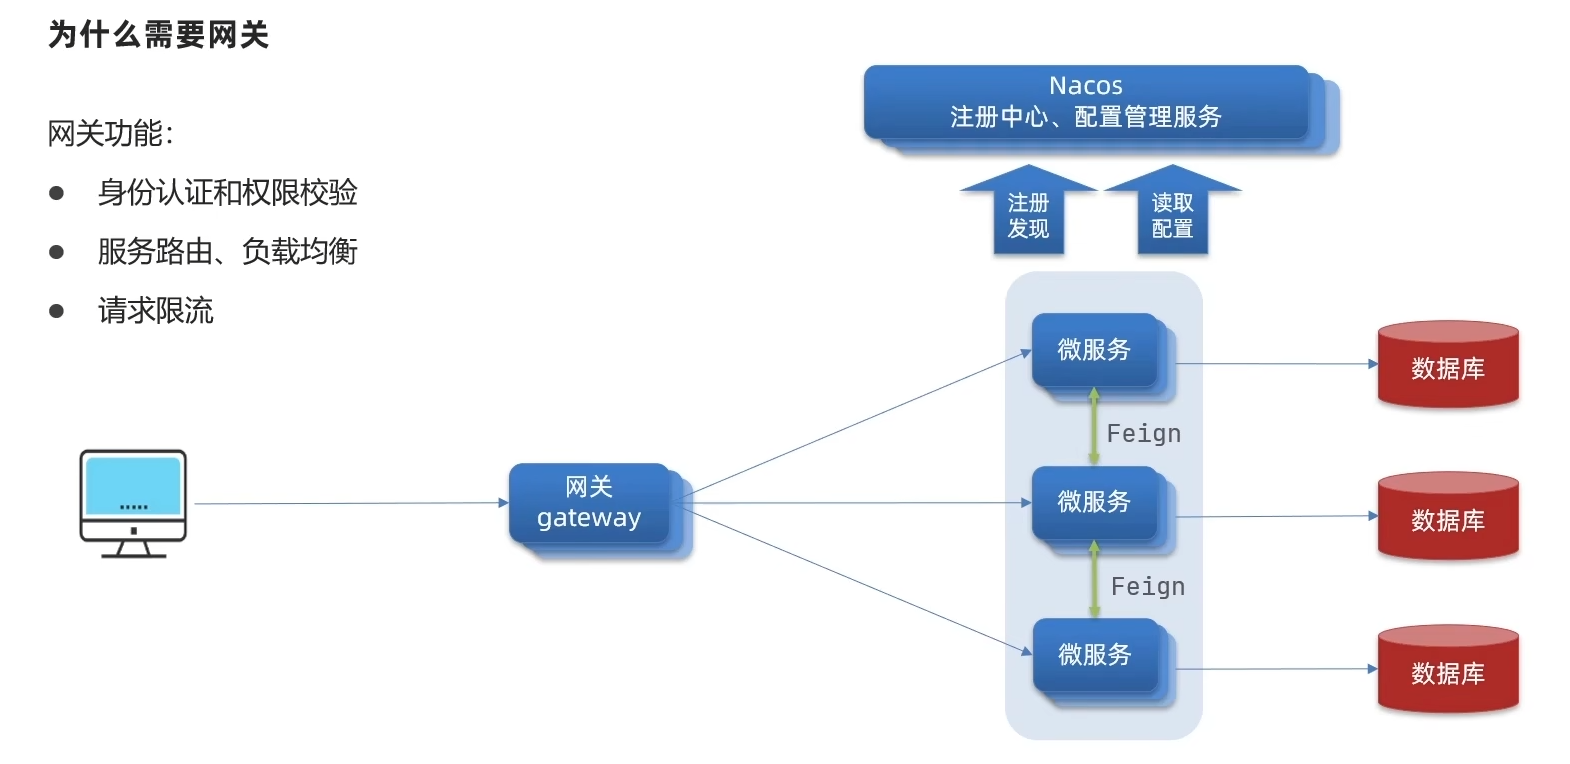 为什么需要网关
网关功能：
身份认证和权限校验
服务路由、负载均衡
请求限流
Nacos
注册中心、配置管理服务
注册
发现
读取
配置
网关
gateway
微服务
Feign
微服务
Feign
微服务
数据库
数据库
数据库